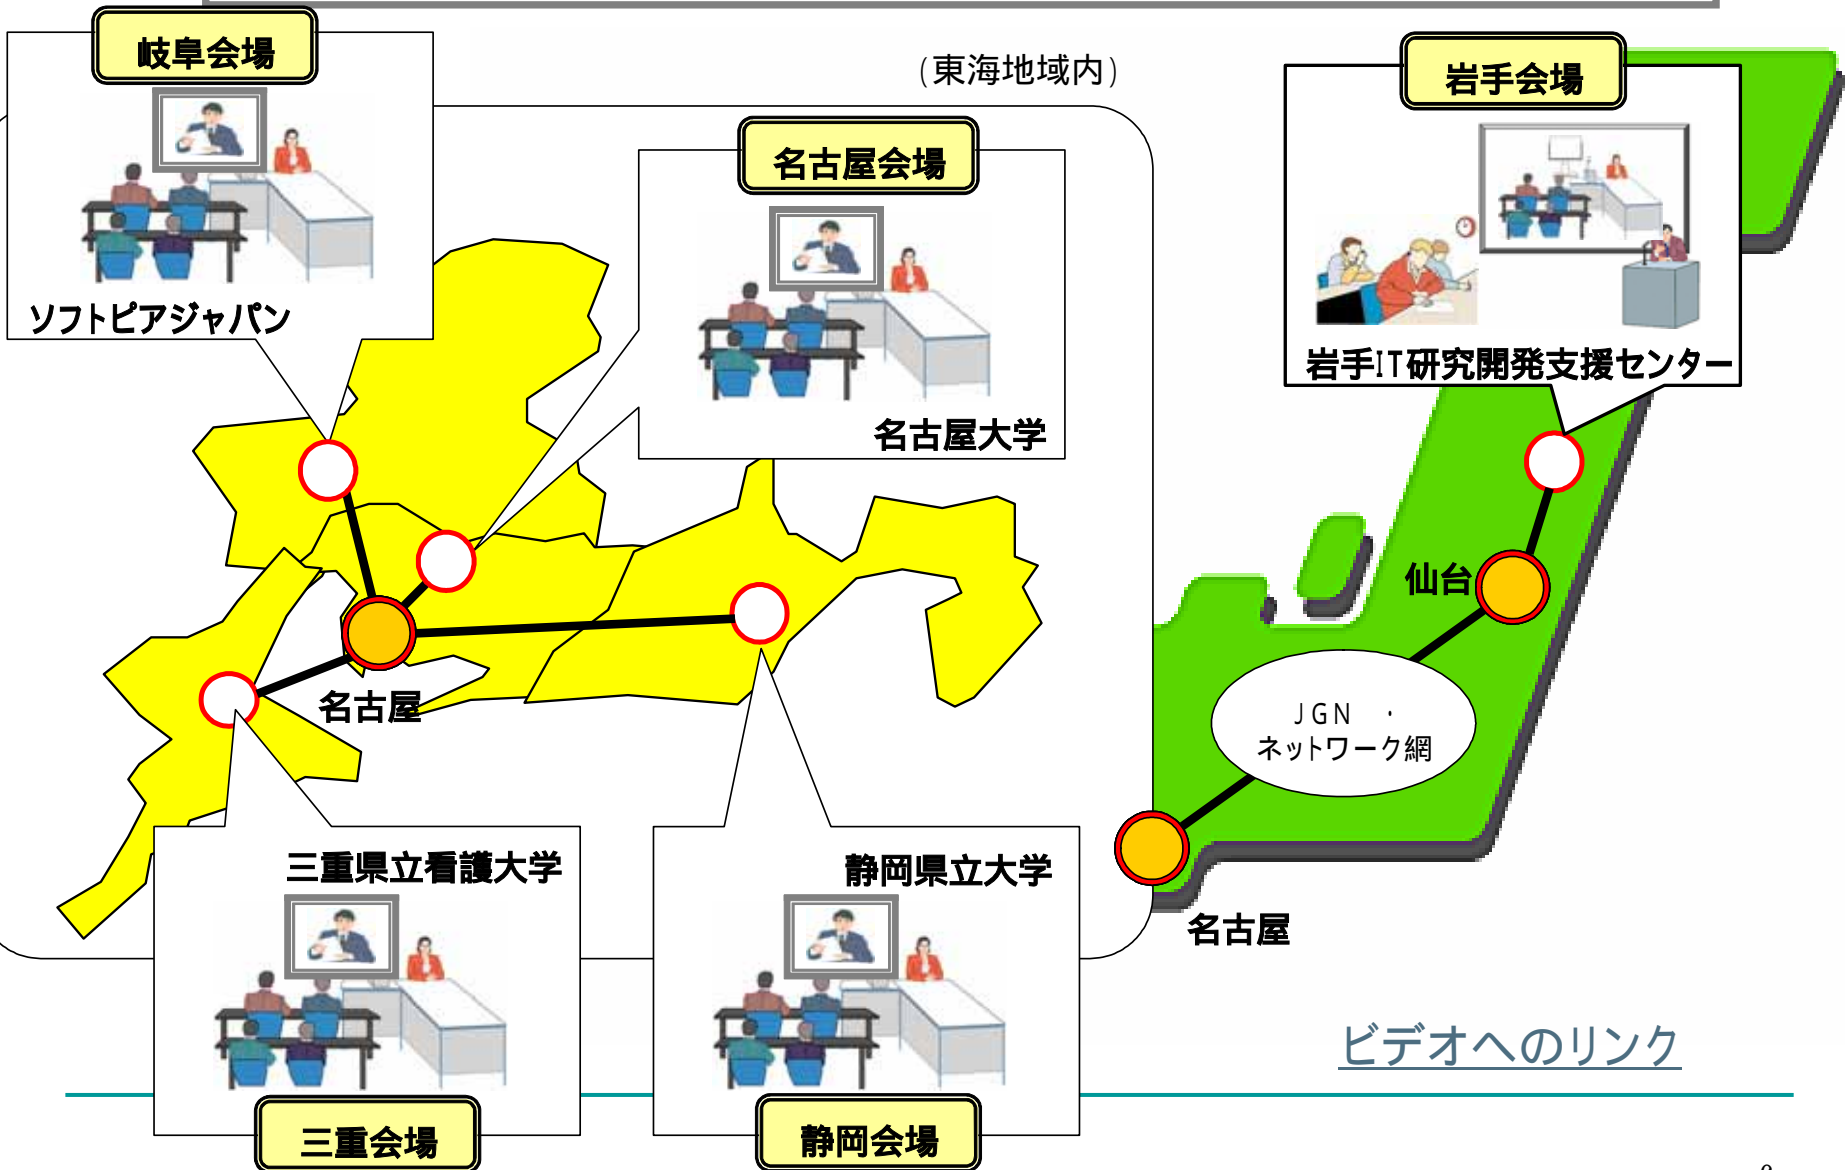 岐阜会場
ソフトピアジャパン
(東海地域内)
名古屋会場
名古屋大学
岩手会場
岩手IT研究開発支援センター
仙台
JGN ・
ネットワーク網
名古屋
名古屋
三重県立看護大学
三重会場
静岡県立大学
静岡会場
ビデオへのリンク